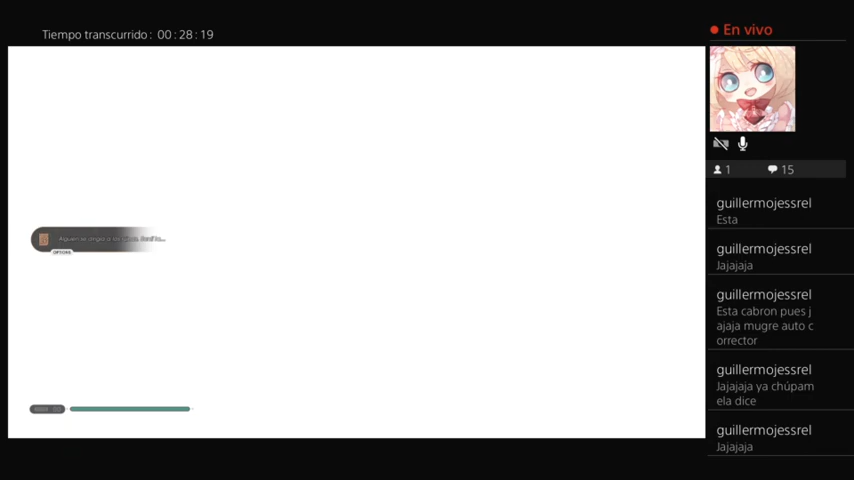 Tiempo transcurrido: 00:28:19
En vivo
1
15
guillermojessrel
Esta
guillermojessrel
Jajajaja
guillermojessrel
Esta cabron pues j
ajaja mugre auto c
orrector
guillermojessrel
Jajajaja ya chúpam
ela dice
guillermojessrel
Jajajaja
OPTIONS